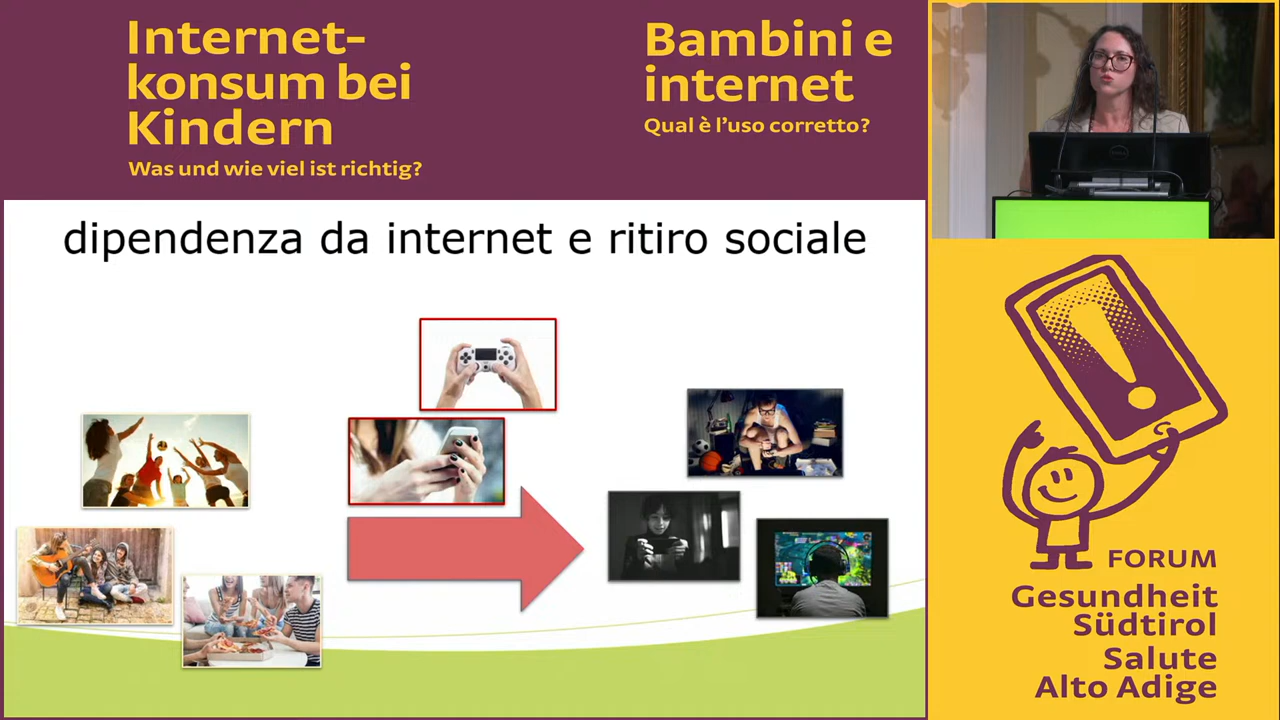 Internet-
konsum bei
Kindern
Was und wie viel ist richtig?
Bambini e
internet
Qual è l'uso corretto?
dipendenza da internet e ritiro sociale
FORUM
Gesundheit
Südtirol
Salute
Alto Adige